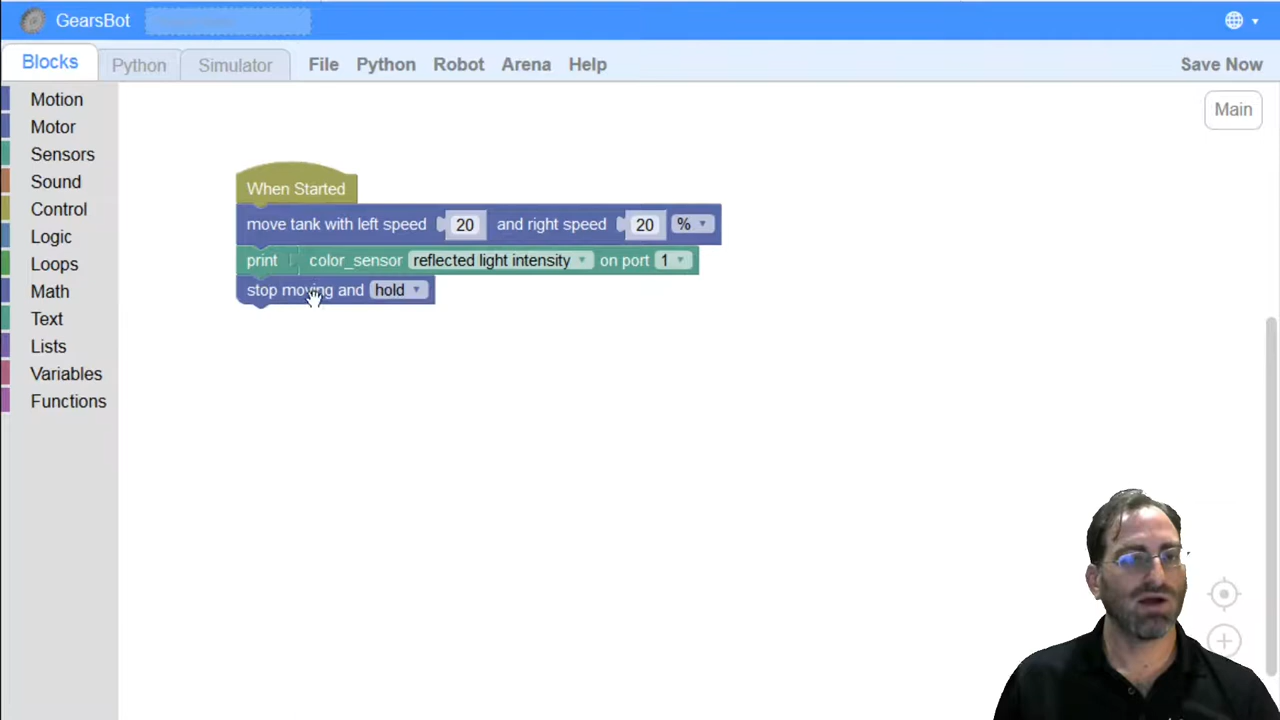 GearsBot
Blocks Python Simulator File Python Robot Arena Help Save Now
Motion
Motor
Sensors
Sound
Control
Logic
Loops
Math
Text
Lists
Variables
Functions
Main
When Started
move tank with left speed 20 and right speed 20 %
print color_sensor reflected light intensity on port 1
stop moving and hold